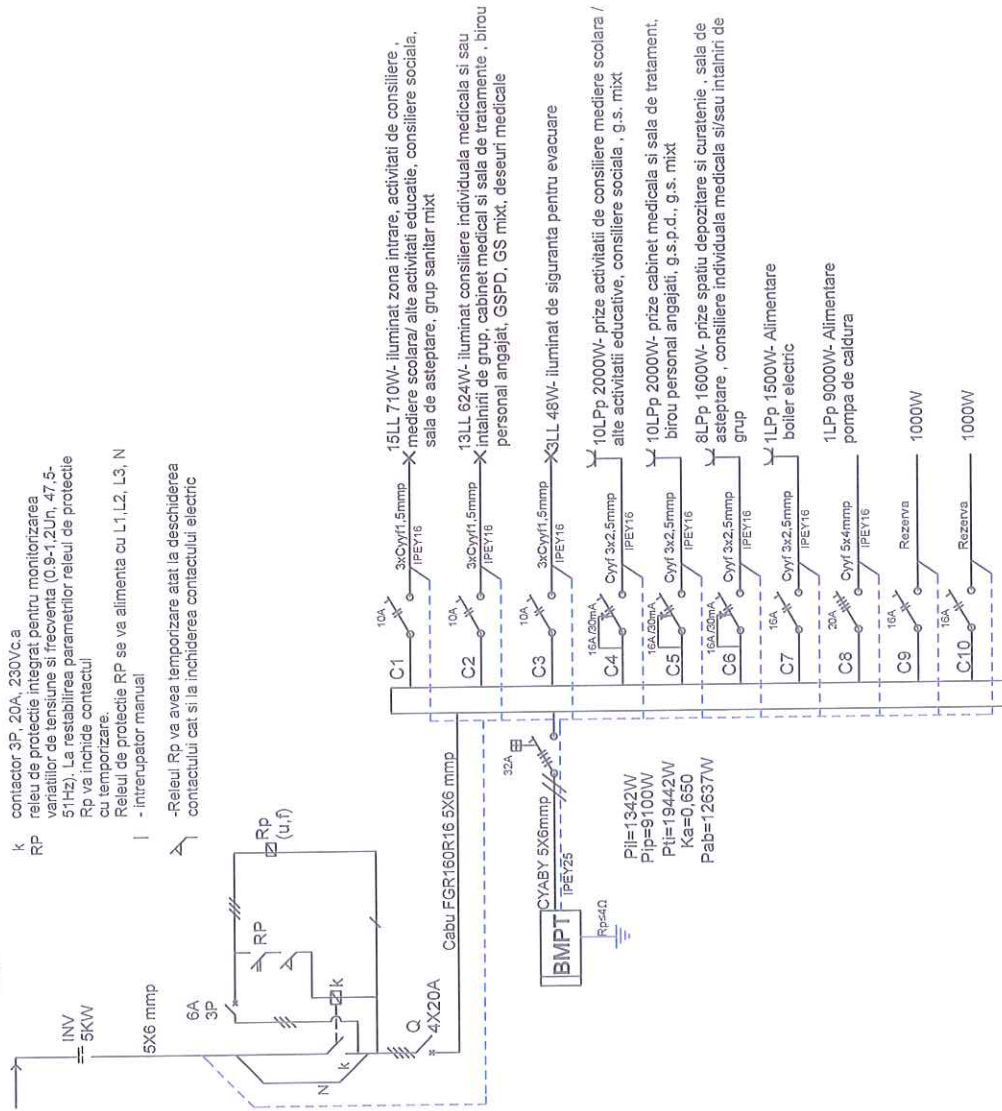 k contactor 3P, 20A, 230Vc.a
RP releu de protectie integrat pentru monitorizarea
variatiilor de tensiune si frecventa (0,9-1,2Un, 47,5-
51Hz). La restabilirea parametrilor releul de protectie
Rp va inchide contactul
cu temporizare.
Releul de protectie RP se va alimenta cu L1,L2, L3, N
- intrerupator manual
-Releul Rp va avea temporizare atat la deschiderea
contactului cat si la inchiderea contactului electric
INV
5KW
5X6 mmp
6A
3P
RP
Rp
(u,f)
k
k
N
Q
4X20A
Cablu FGR160R16 5X6 mmp
BMPT
CYABY 5X6mmp
IPEY25
32A
Rp≤4Ω
Pil=1342W
Pip=9100W
Pti=19442W
Ka=0,650
Pab=12637W
C1
10A
3xCyyf1,5mmp
IPEY16
15LL 710W- iluminat zona intrare, activitati de consiliere ,
mediere scolara/ alte activitati educatie, consiliere sociala,
sala de asteptare, grup sanitar mixt
C2
10A
3xCyyf1,5mmp
IPEY16
13LL 624W- iluminat consiliere individuala medicala si sau
intalnirii de grup, cabinet medical si sala de tratamente , birou
personal angajat, GSPD, GS mixt, deseuri medicale
C3
10A
3xCyyf1,5mmp
IPEY16
3LL 48W- iluminat de siguranta pentru evacuare
C4
16A/30mA
Cyyf 3x2,5mmp
IPEY16
10LPp 2000W- prize activitatii de consiliere mediere scolara /
alte activitatii educative, consiliere sociala , g.s. mixt
C5
16A/30mA
Cyyf 3x2,5mmp
IPEY16
10LPp 2000W- prize cabinet medicala si sala de tratament,
birou personal angajati, g.s.p.d., g.s. mixt
C6
16A/30mA
Cyyf 3x2,5mmp
IPEY16
8LPp 1600W- prize spatiu depozitare si curatenie , sala de
asteptare , consiliere individuala medicala si/sau intalniri de
grup
C7
16A
Cyyf 3x2,5mmp
IPEY16
1LPp 1500W- Alimentare
boiler electric
C8
20A
Cyyf 5x4mmp
IPEY16
1LPp 9000W- Alimentare
pompa de caldura
C9
16A
Rezerva
1000W
C10
16A
Rezerva
1000W